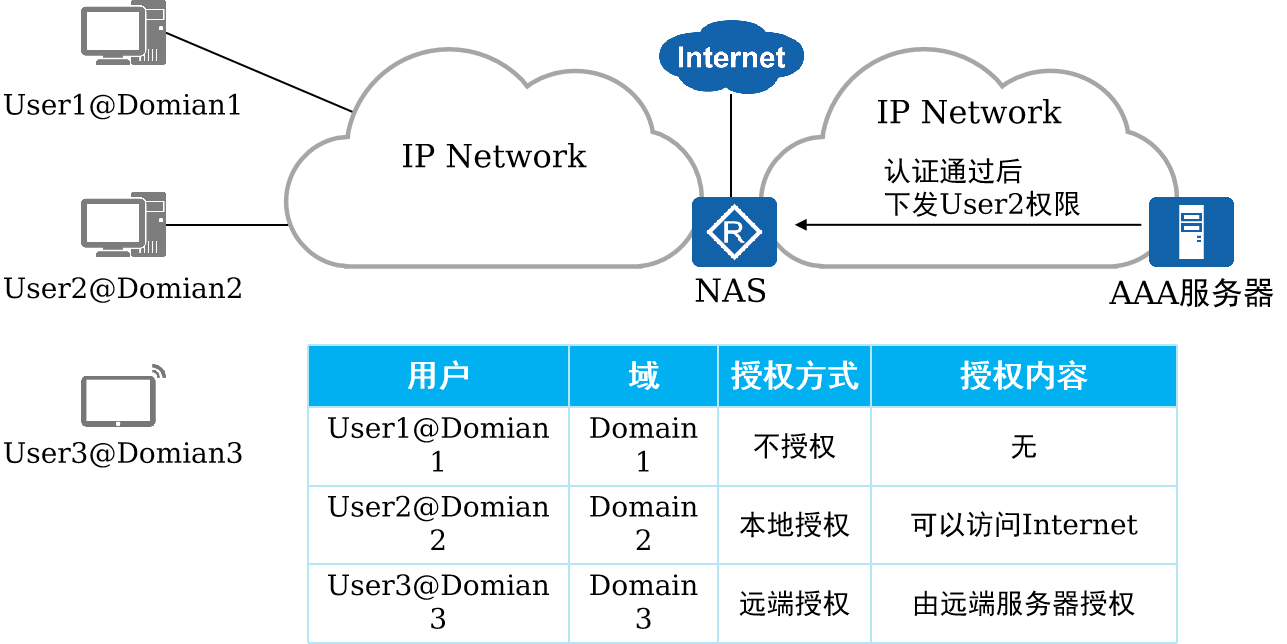 Internet
IP Network
User1@Domian1
IP Network
认证通过后
下发User2权限
User2@Domian2
NAS
AAA服务器
User3@Domian3
用户 域 授权方式 授权内容
User1@Domian
1
Domain
1
不授权
无
User2@Domian
2
Domain
2
本地授权
可以访问Internet
User3@Domian
3
Domain
3
远端授权
由远端服务器授权
R